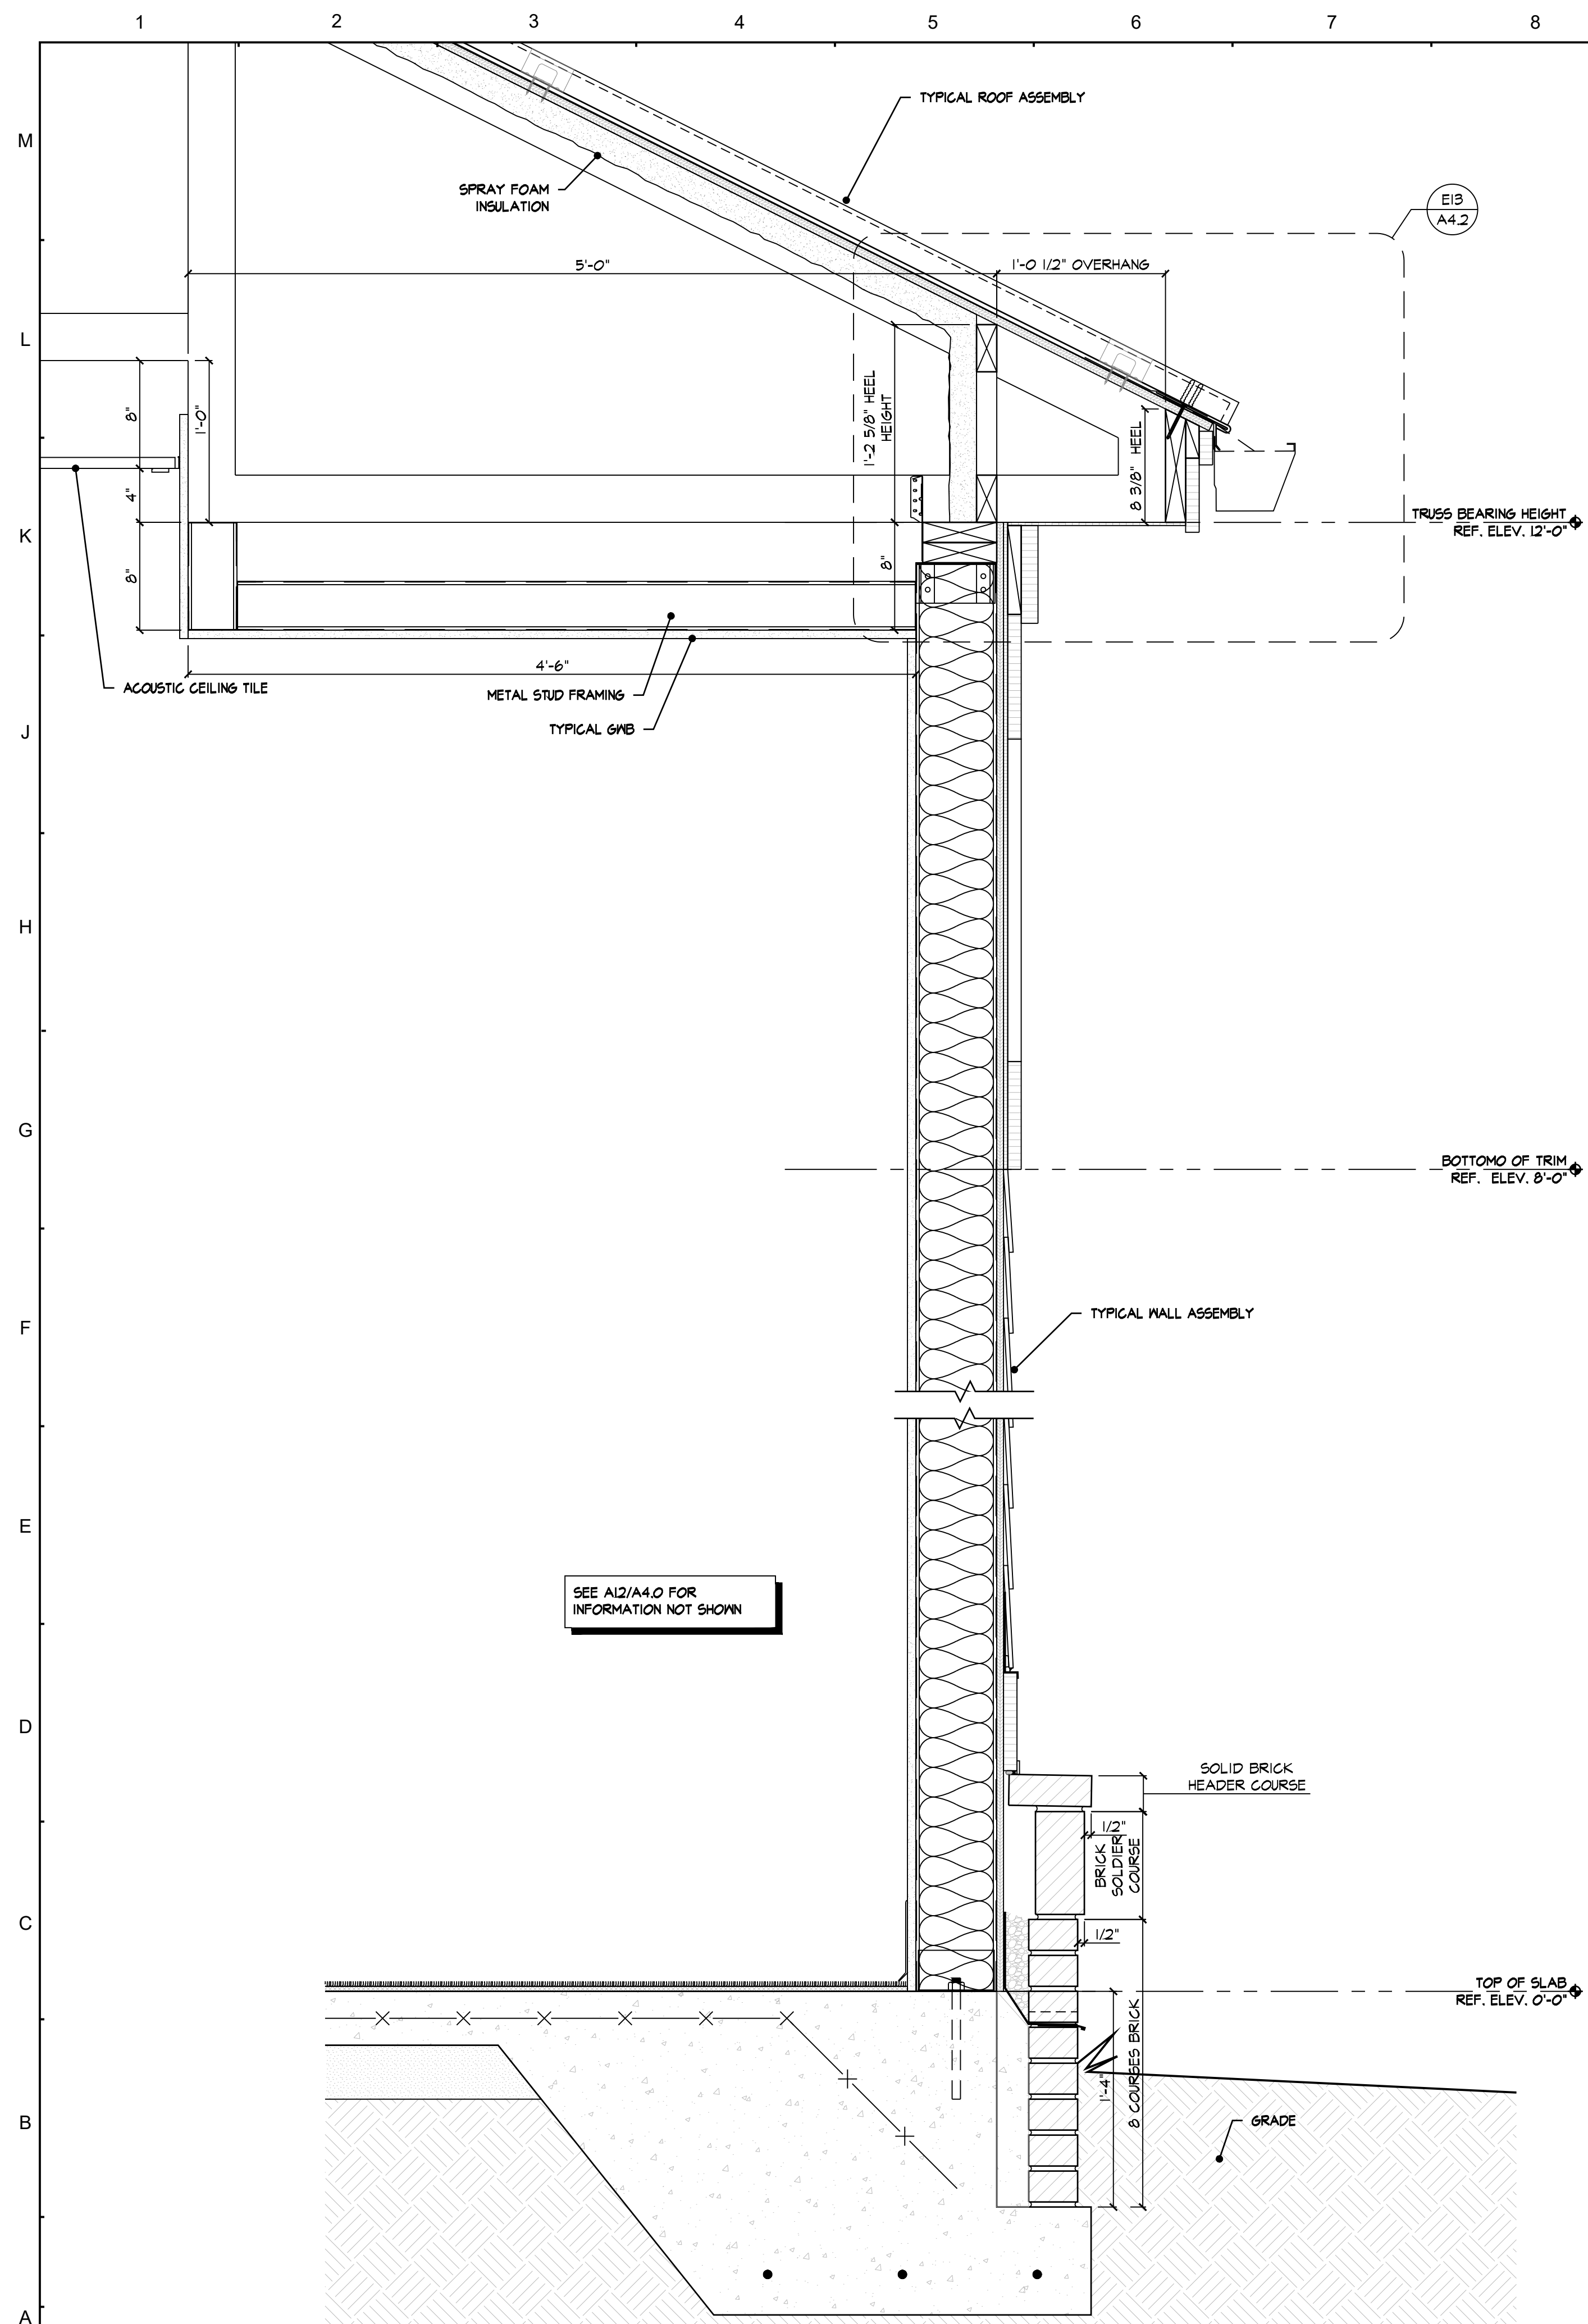 1 2 3 4 5 6 7 8
M
TYPICAL ROOF ASSEMBLY
SPRAY FOAM
INSULATION
E13
A4.2
5'-0"
1'-0 1/2" OVERHANG
L
8"
1'-0"
1'-2 5/8" HEEL
HEIGHT
8 3/8" HEEL
4"
K
TRUSS BEARING HEIGHT
REF. ELEV. 12'-0"
8"
8"
4'-6"
ACOUSTIC CEILING TILE
METAL STUD FRAMING
TYPICAL GWB
J
H
G
BOTTOMO OF TRIM
REF. ELEV. 8'-0"
F
TYPICAL WALL ASSEMBLY
E
SEE A12/A4.0 FOR
INFORMATION NOT SHOWN
D
SOLID BRICK
HEADER COURSE
1/2"
BRICK
SOLDIER
COURSE
C
1/2"
TOP OF SLAB
REF. ELEV. 0'-0"
1'-4"
8 COURSES BRICK
B
GRADE
A